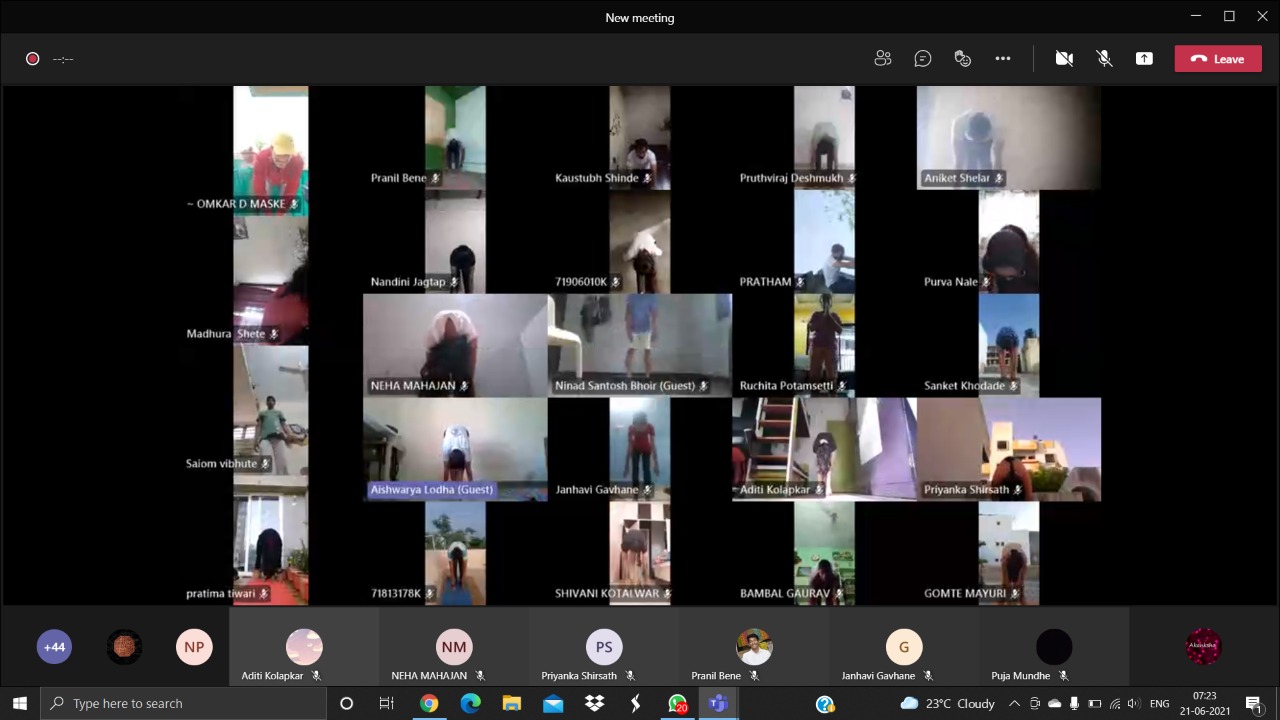 New meeting
--:--
Leave
~ OMKAR D MASKE
Pranil Bene
Kaustubh Shinde
Pruthviraj Deshmukh
Aniket Shelar
Madhura Shete
Nandini Jagtap
71906010K
PRATHAM
Purva Nale
NEHA MAHAJAN
Ninad Santosh Bhoir (Guest)
Ruchita Potamsetti
Sanket Khodade
Saiom vibhute
Aishwarya Lodha (Guest)
Janhavi Gavhane
Aditi Kolapkar
Priyanka Shirsath
pratima tiwari
71813178K
SHIVANI KOTALWAR
BAMBAL GAURAV
GOMTE MAYURI
+44
NP
Aditi Kolapkar
NM
NEHA MAHAJAN
PS
Priyanka Shirsath
Pranil Bene
G
Janhavi Gavhane
Puja Mundhe
Type here to search
20
23°C Cloudy
ENG
07:23
21-06-2021
1